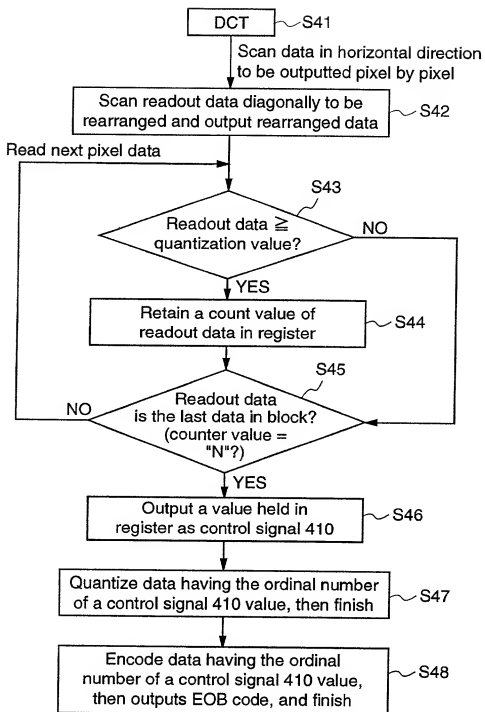 DCT
S41
Scan data in horizontal direction
to be outputted pixel by pixel
Scan readout data diagonally to be
rearranged and output rearranged data
S42
Read next pixel data
S43
Readout data ≧
quantization value?
NO
YES
Retain a count value of
readout data in register
S44
S45
Readout data
is the last data in block?
(counter value =
"N"?)
NO
YES
Output a value held in
register as control signal 410
S46
Quantize data having the ordinal number
of a control signal 410 value, then finish
S47
Encode data having the ordinal
number of a control signal 410 value,
then outputs EOB code, and finish
S48